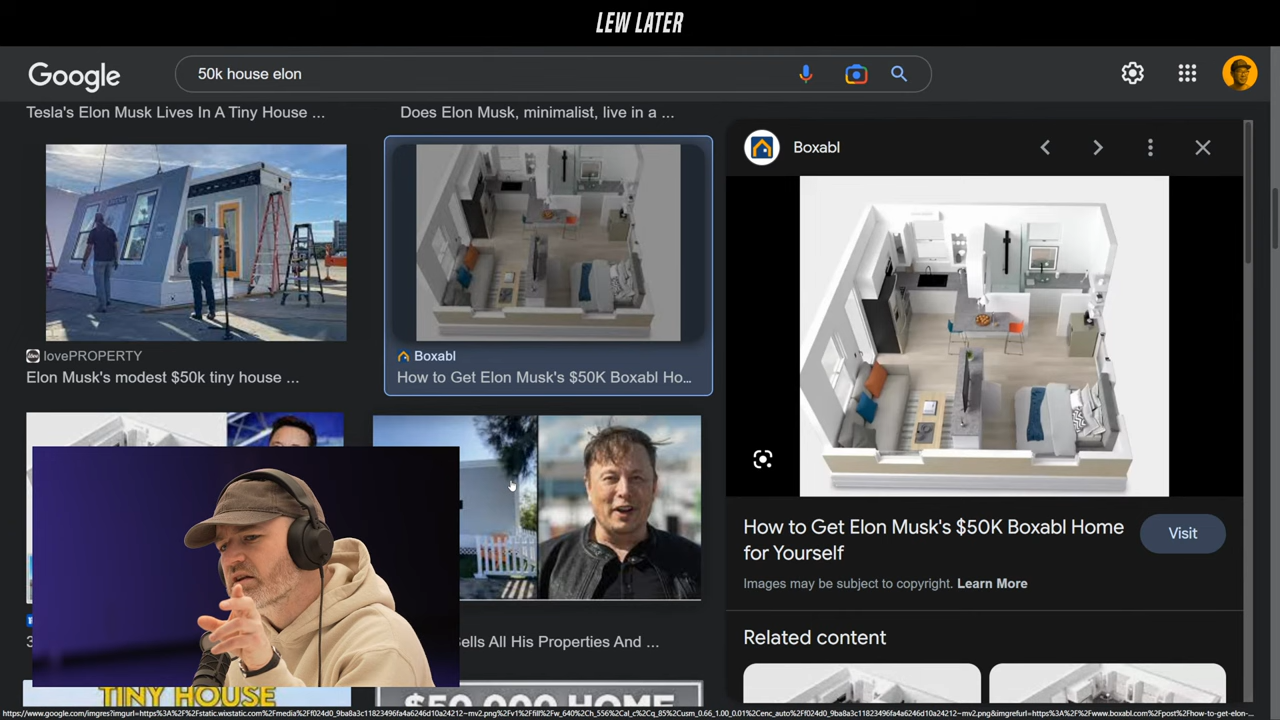 LEW LATER
Google
50k house elon
Tesla's Elon Musk Lives In A Tiny House ...
Does Elon Musk, minimalist, live in a ...
Boxabl
lovePROPERTY
Elon Musk's modest $50k tiny house ...
Boxabl
How to Get Elon Musk's $50K Boxabl Ho...
How to Get Elon Musk's $50K Boxabl Home
for Yourself
Visit
Images may be subject to copyright. Learn More
Related content
ells All His Properties And ...
TINY HOUSE
$50,000 HOME